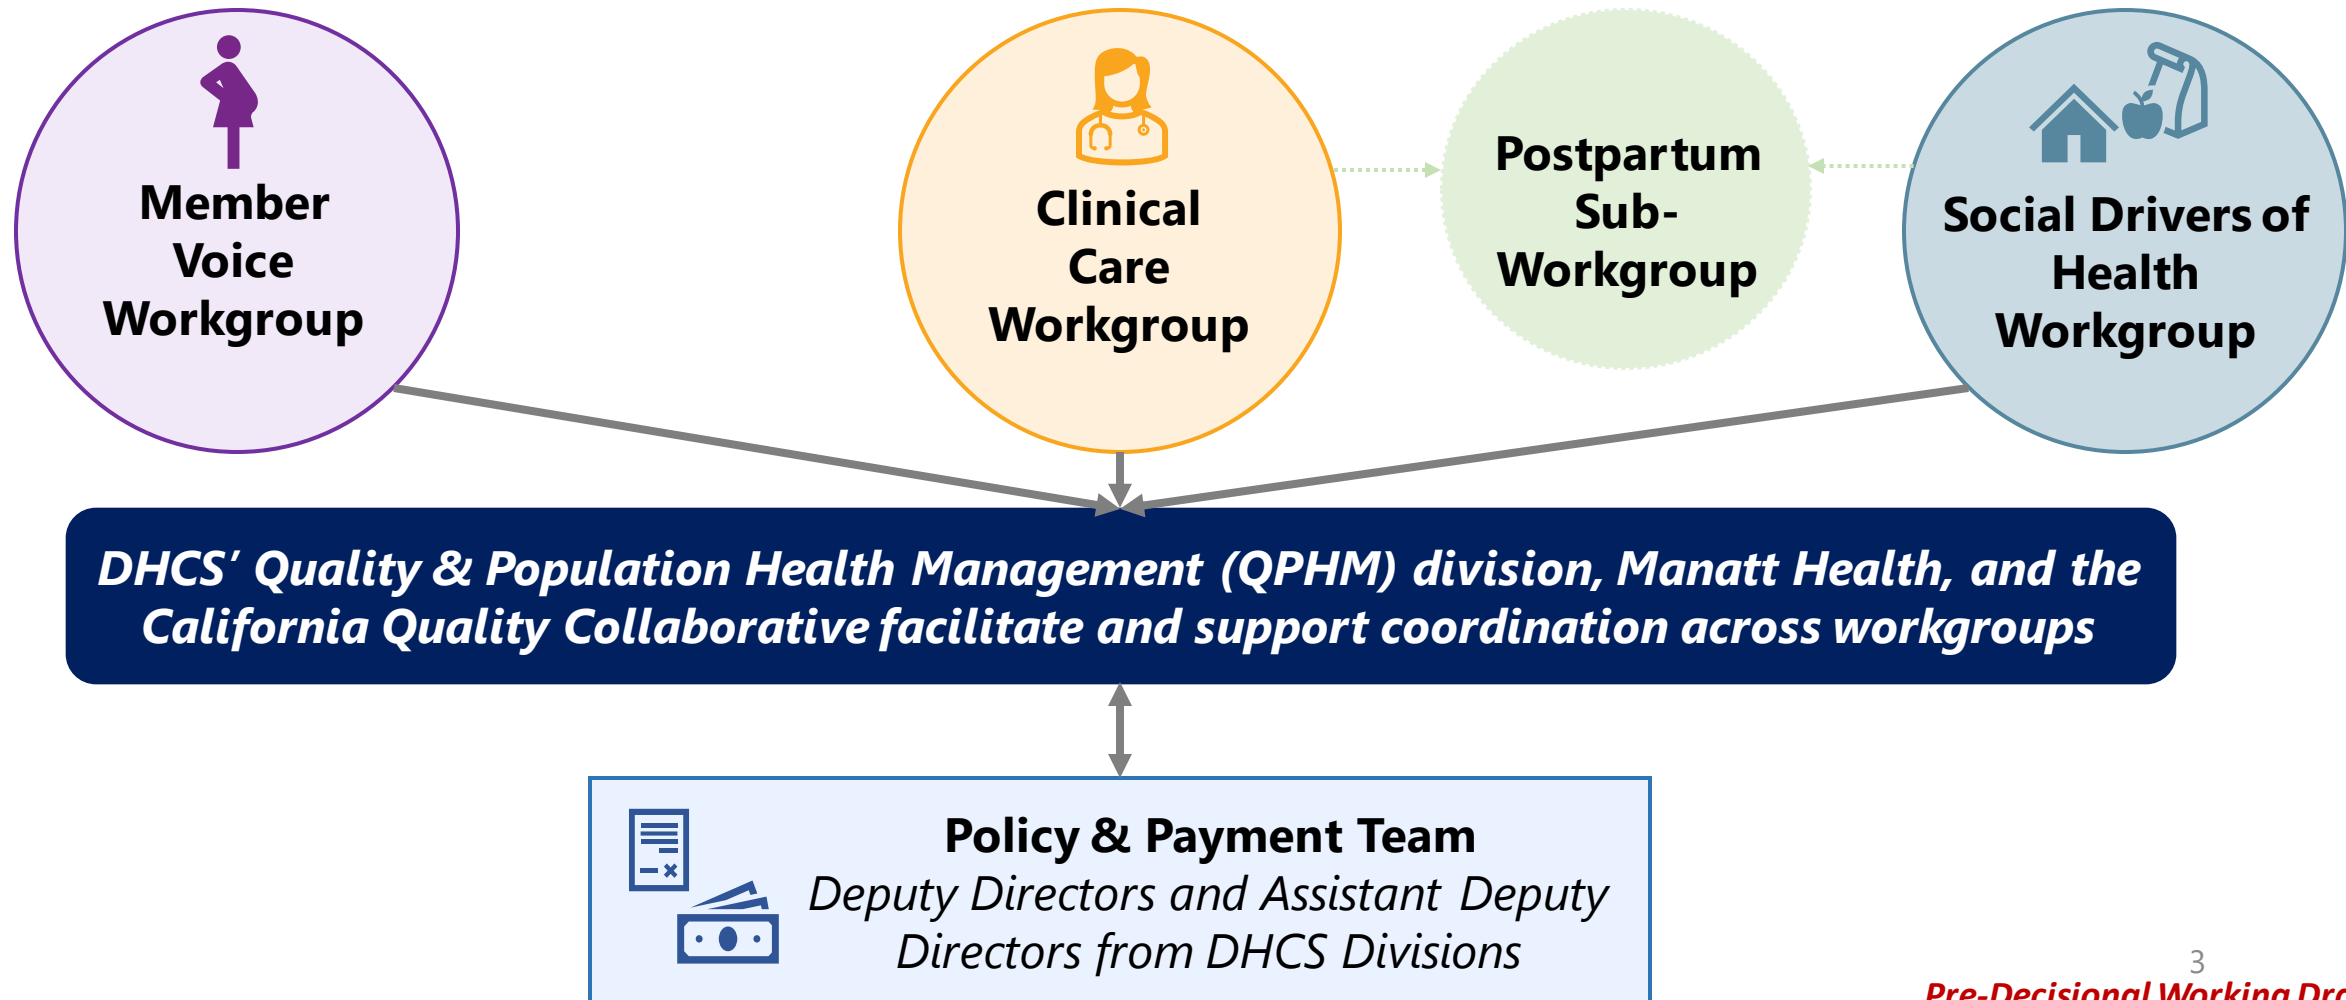 Member
Voice
Workgroup
Clinical
Care
Workgroup
Postpartum
Sub-
Workgroup
Social Drivers of
Health
Workgroup
DHCS’ Quality & Population Health Management (QPHM) division, Manatt Health, and the
California Quality Collaborative facilitate and support coordination across workgroups
Policy & Payment Team
Deputy Directors and Assistant Deputy
Directors from DHCS Divisions
3
Pre-Decisional Working